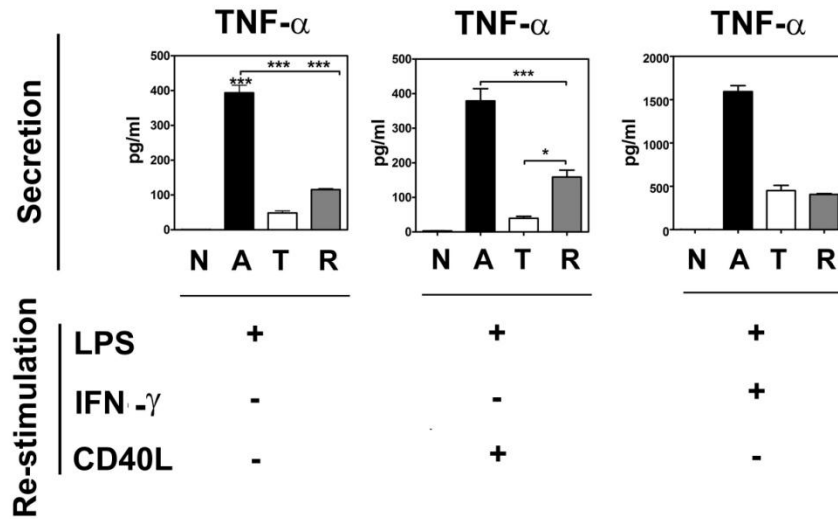 TNF-α TNF-α TNF-α
Secretion
pg/ml
500
400
300
200
100
0
*** *** ***
N A T R
pg/ml
500
400
300
200
100
0
***
*
N A T R
pg/ml
2000
1500
1000
500
0
N A T R
Re-stimulation
LPS + + +
IFN -γ - - +
CD40L - + -